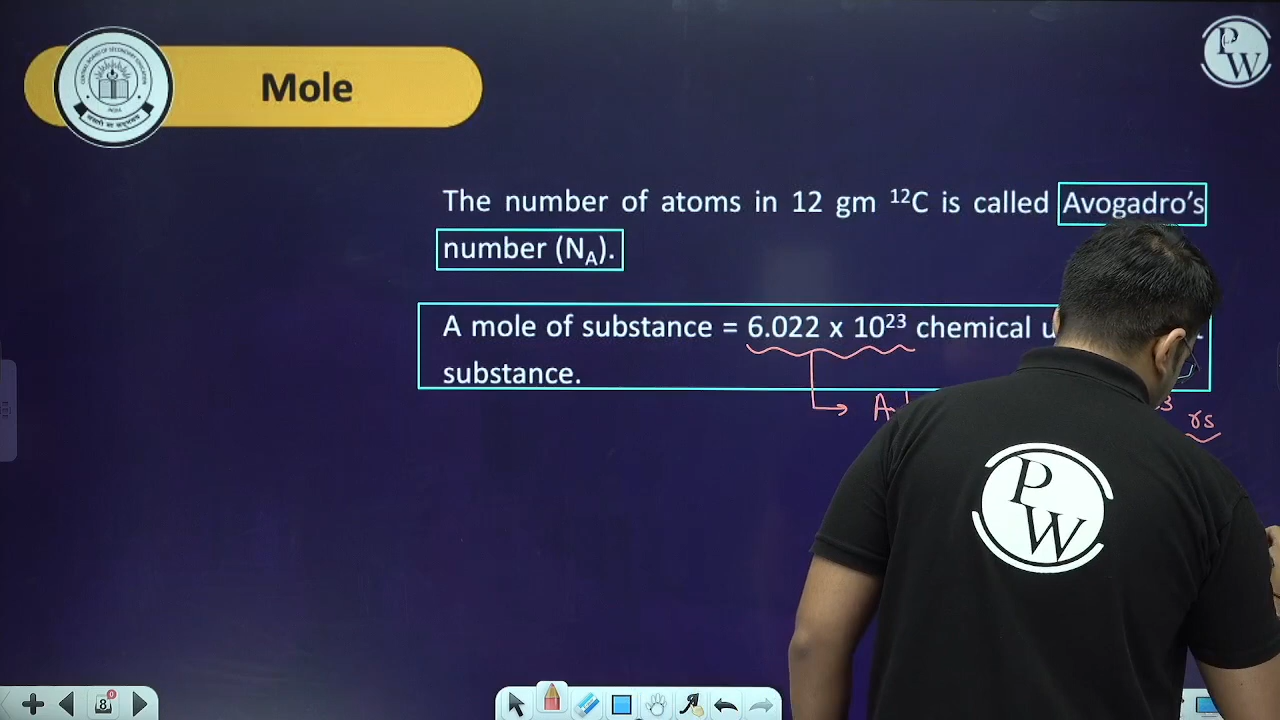 Mole
P
W
The number of atoms in 12 gm ¹²C is called Avogadro's
number (N_A).
A mole of substance = 6.022 x 10²³ chemical
substance.
rs
P
W
8